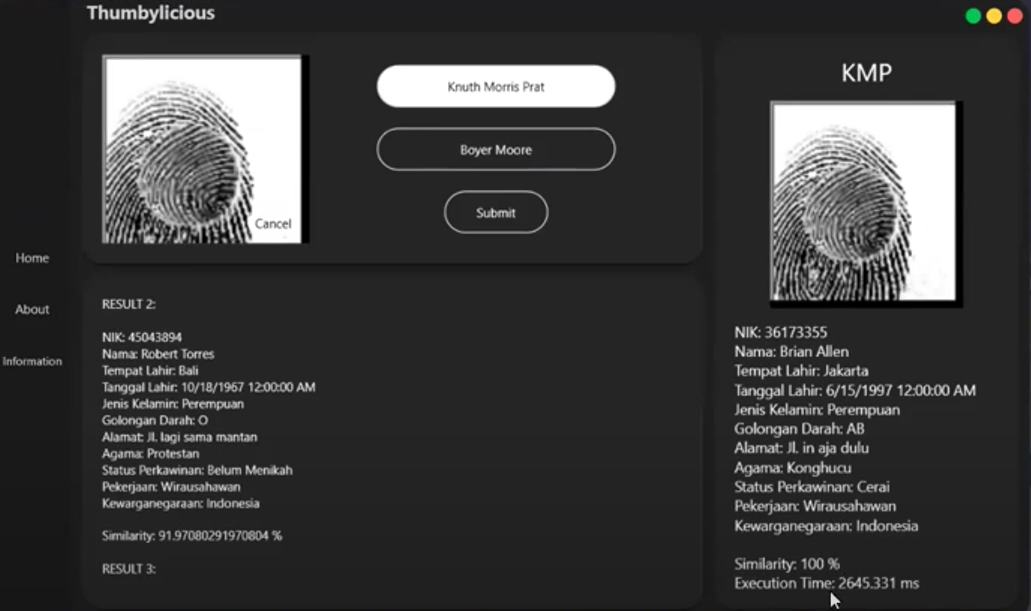 Thumbylicious
Home
About
Information
Cancel
Knuth Morris Prat
Boyer Moore
Submit
RESULT 2:
NIK: 45043894
Nama: Robert Torres
Tempat Lahir: Bali
Tanggal Lahir: 10/18/1967 12:00:00 AM
Jenis Kelamin: Perempuan
Golongan Darah: O
Alamat: Jl. lagi sama mantan
Agama: Protestan
Status Perkawinan: Belum Menikah
Pekerjaan: Wirausahawan
Kewarganegaraan: Indonesia
Similarity: 91.97080291970804 %
RESULT 3:
KMP
NIK: 36173355
Nama: Brian Allen
Tempat Lahir: Jakarta
Tanggal Lahir: 6/15/1997 12:00:00 AM
Jenis Kelamin: Perempuan
Golongan Darah: AB
Alamat: Jl. in aja dulu
Agama: Konghucu
Status Perkawinan: Cerai
Pekerjaan: Wirausahawan
Kewarganegaraan: Indonesia
Similarity: 100 %
Execution Time: 2645.331 ms